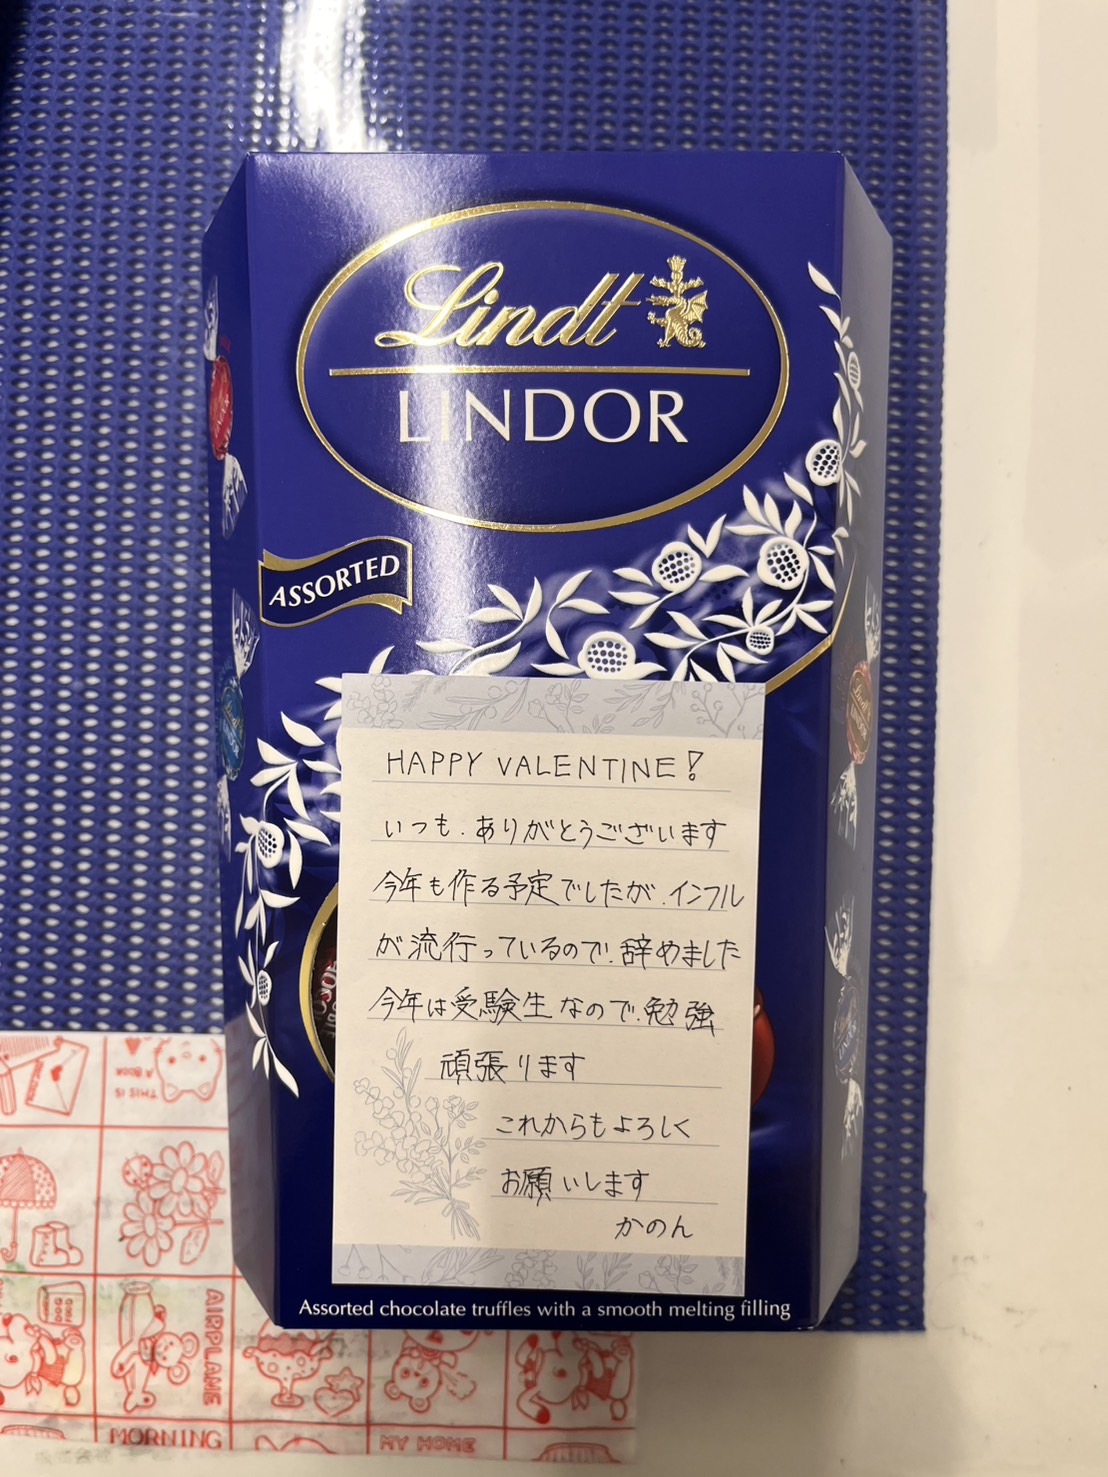 Lindt
LINDOR
ASSORTED
HAPPY VALENTINE!
いつも、ありがとうございます
今年も作る予定でしたが、インフル
が流行っているので、辞めました
今年は受験生なので、勉強
頑張ります
これからもよろしく
お願いします
かのん
Assorted chocolate truffles with a smooth melting filling
THIS IS
A BOOK
AIRPLANE
MORNING
MY HOME